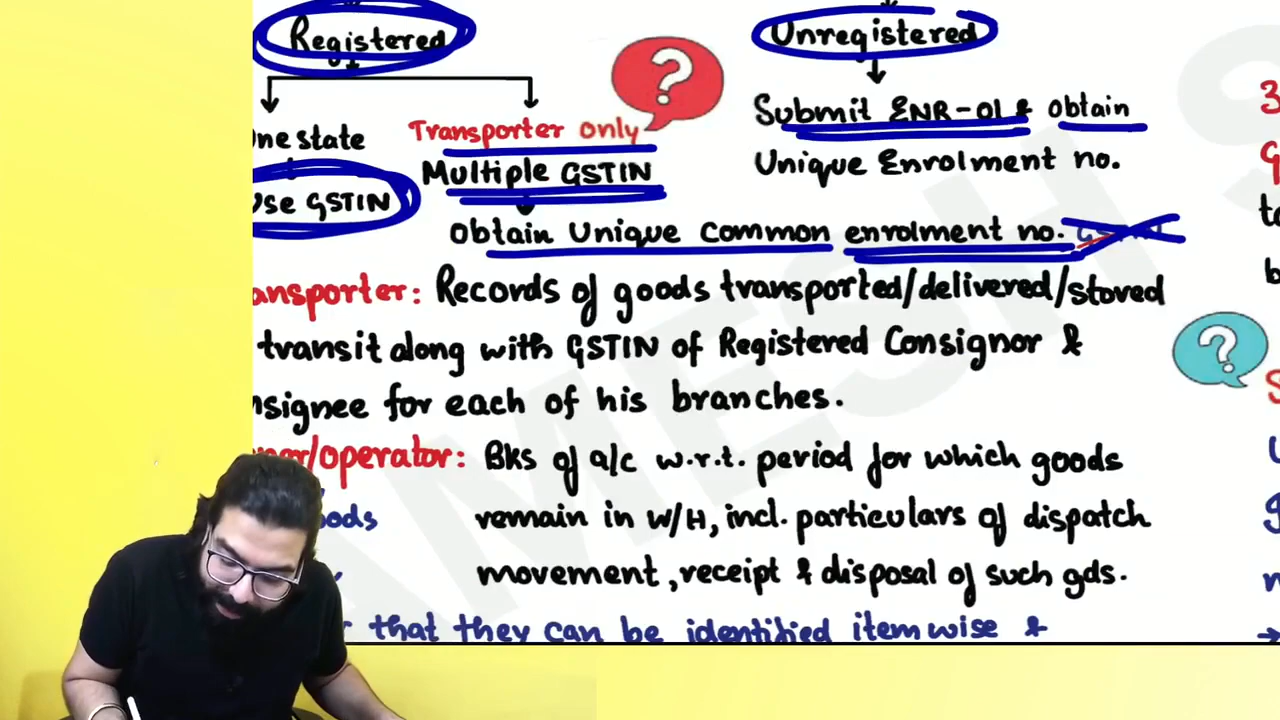 Registered
Unregistered
One state
Transporter only
Submit ENR-01 & obtain
Use GSTIN
Multiple GSTIN
Unique Enrolment no.
Obtain Unique Common enrolment no.
ansporter: Records of goods transported/delivered/stored
transit along with GSTIN of Registered Consignor &
nsignee for each of his branches.
/operator: Bks of a/c w.r.t. period for which goods
oods remain in W/H, incl. particulars of dispatch
movement, receipt & disposal of such gds.
that they can be identified itemwise &